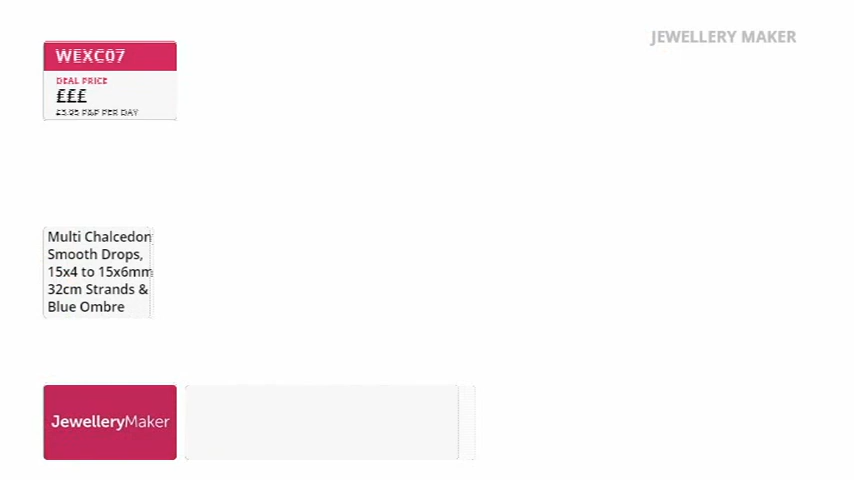 JEWELLERY MAKER
WEXC07
DEAL PRICE
£££
£3.95 P&P PER DAY
Multi Chalcedon
Smooth Drops,
15x4 to 15x6mm
32cm Strands &
Blue Ombre
JewelleryMaker